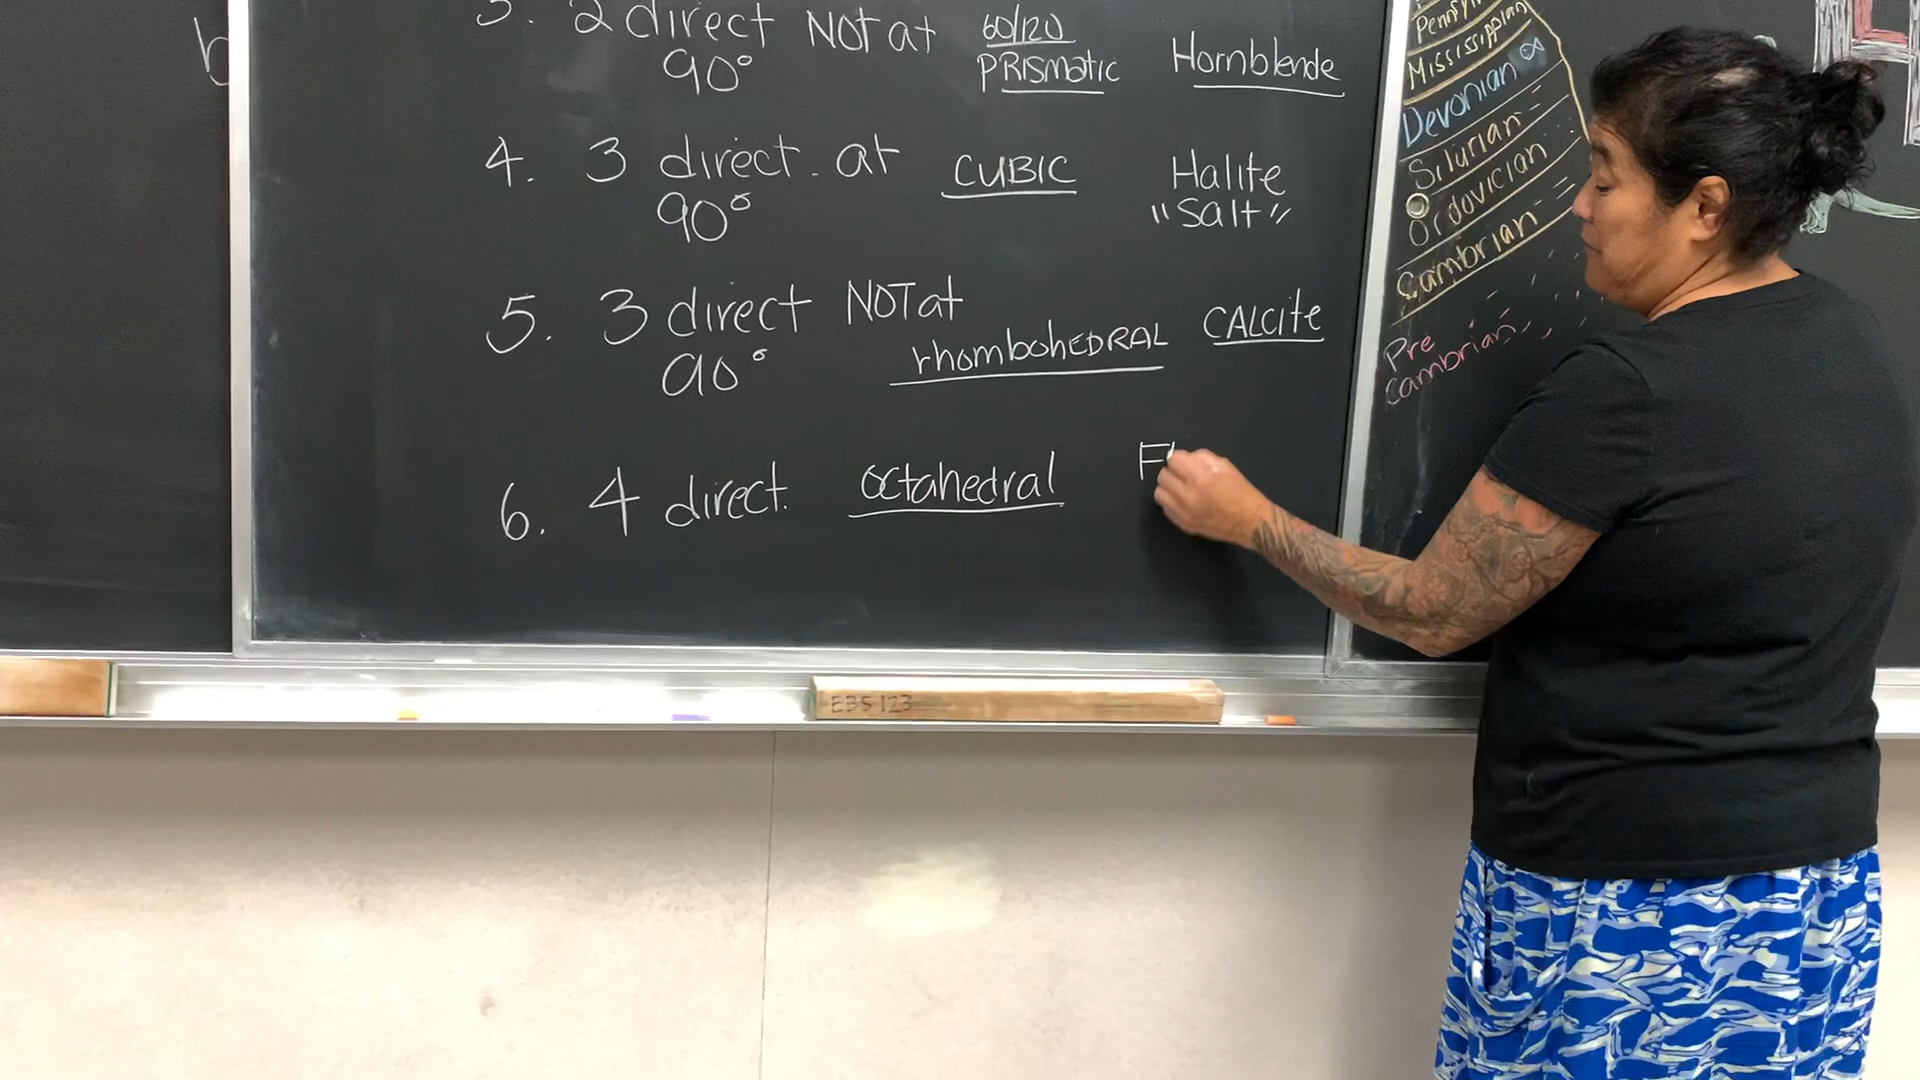 3. 2 direct NOT at 60/120 Hornblende
90° PRISMATIC
4. 3 direct. at CUBIC Halite
90° "Salt"
5. 3 direct NOT at CALCITE
90° rhombohEDRAL
6. 4 direct. octahedral Fl
EBS 123
Mississippian
Devonian
Silurian
Ordovician
Cambrian
Pre
cambrian